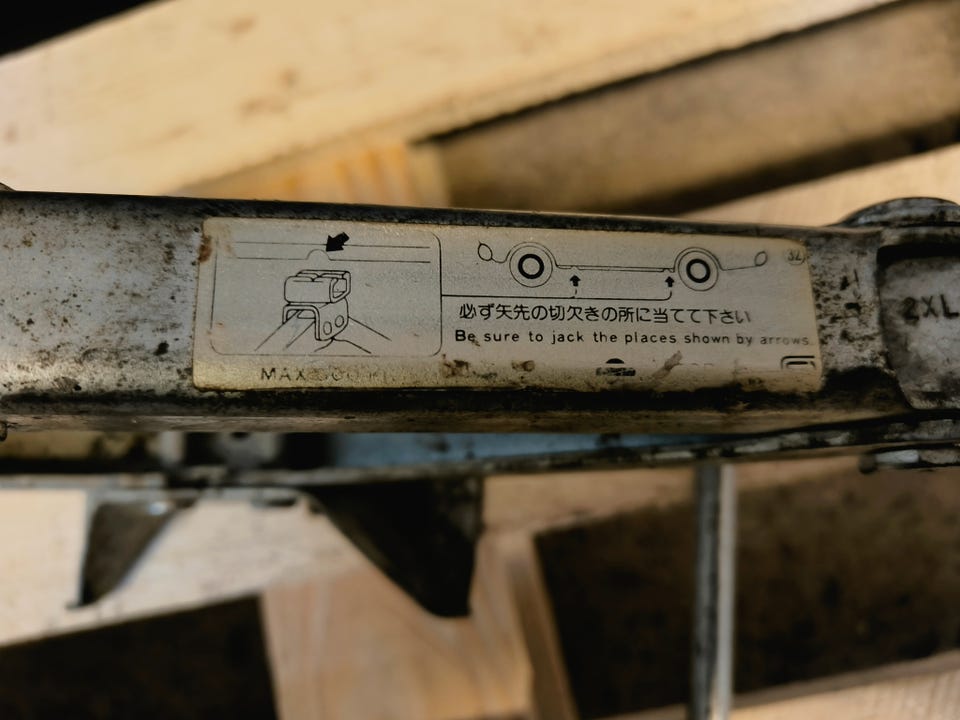 必ず矢先の切欠きの所に当てて下さい
Be sure to jack the places shown by arrows.
MAX
2XL